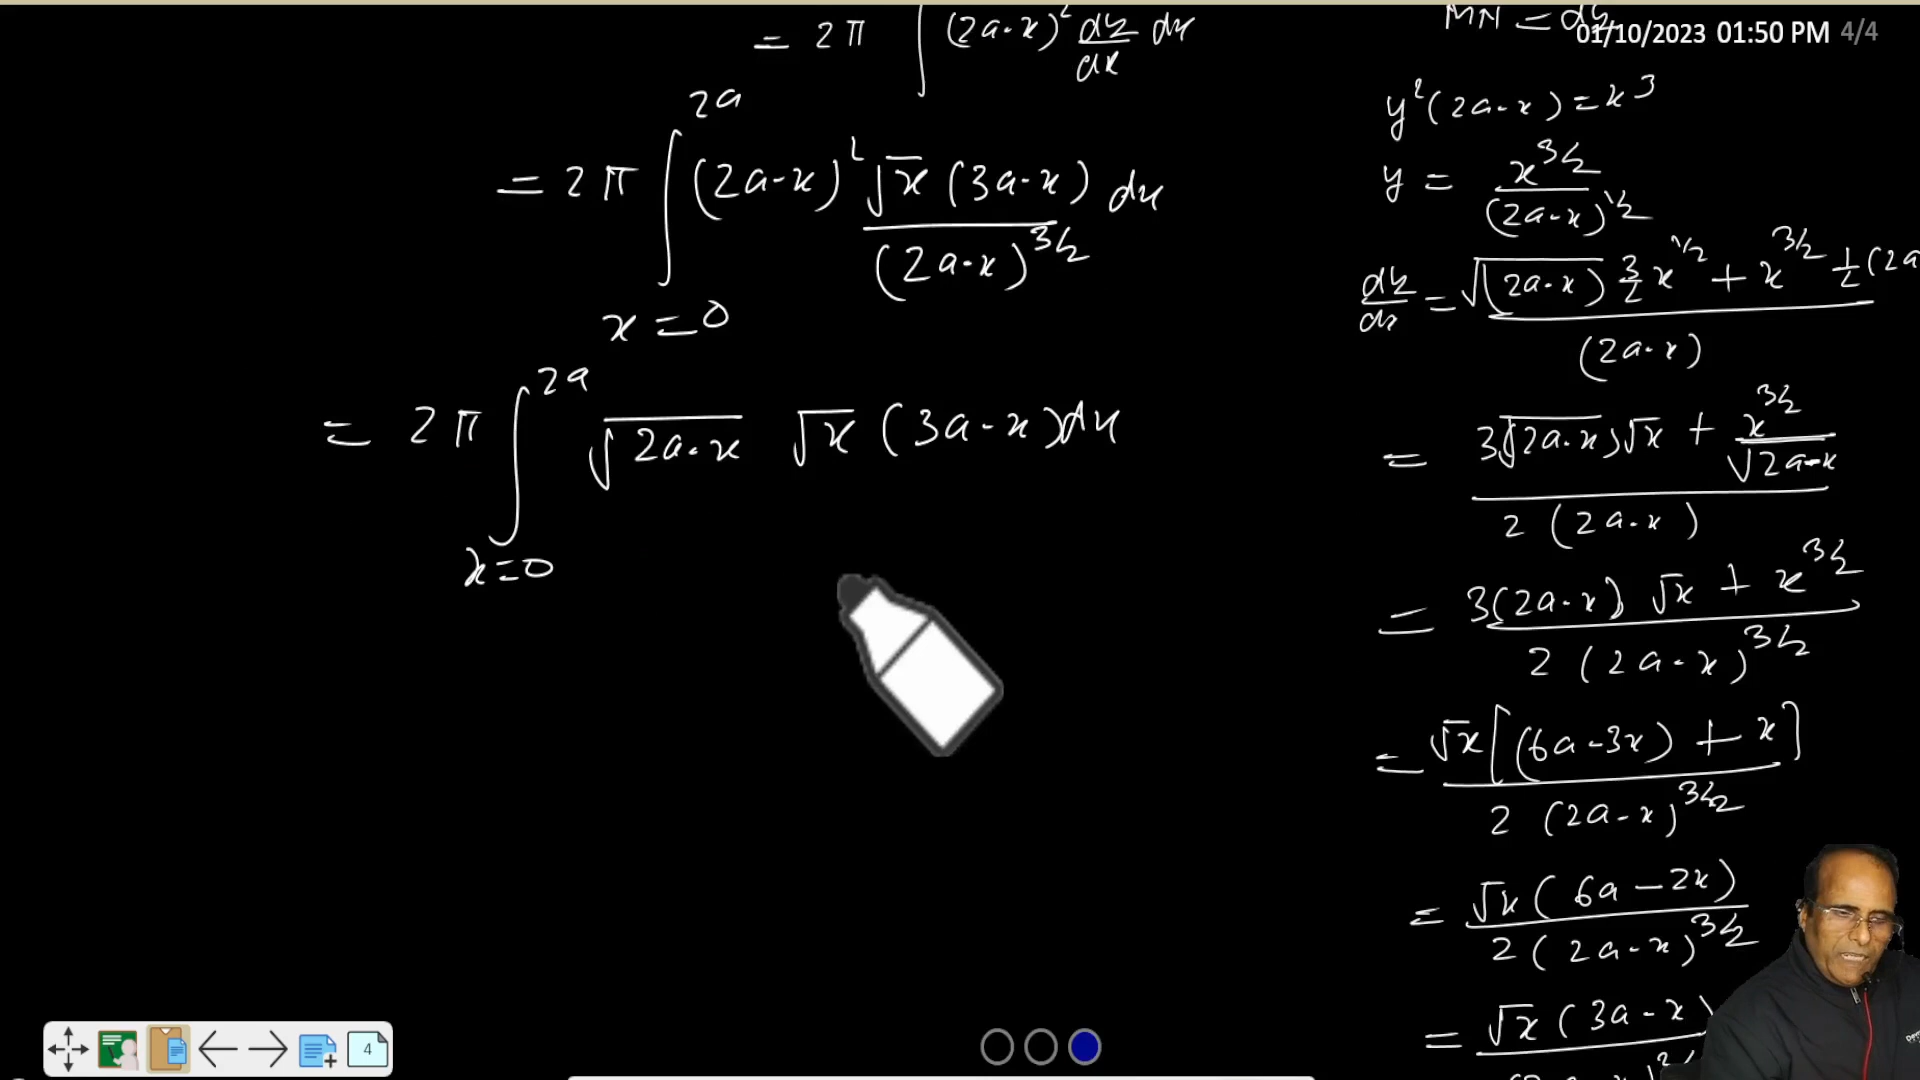 = 2π ∫ (2a-x)² dy/dx dx
2a
= 2π ∫ (2a-x)² √x (3a-x) / (2a-x)^3/2 dx
x=0
2a
= 2π ∫ √2a-x √x (3a-x)dx
x=0
MN = dy
01/10/2023 01:50 PM 4/4
y²(2a-x)=x³
y = x^3/2 / (2a-x)^1/2
dy/dx = √(2a-x) 3/2 x^1/2 + x^3/2 1/2 (2a / (2a-x)
= 3√(2a-x) √x + x^3/2/√2a-x / 2 (2a-x)
= 3(2a-x) √x + x^3/2 / 2 (2a-x)^3/2
= √x[(6a-3x) + x] / 2 (2a-x)^3/2
= √x (6a-2x) / 2 (2a-x)^3/2
= √x (3a-x)
4